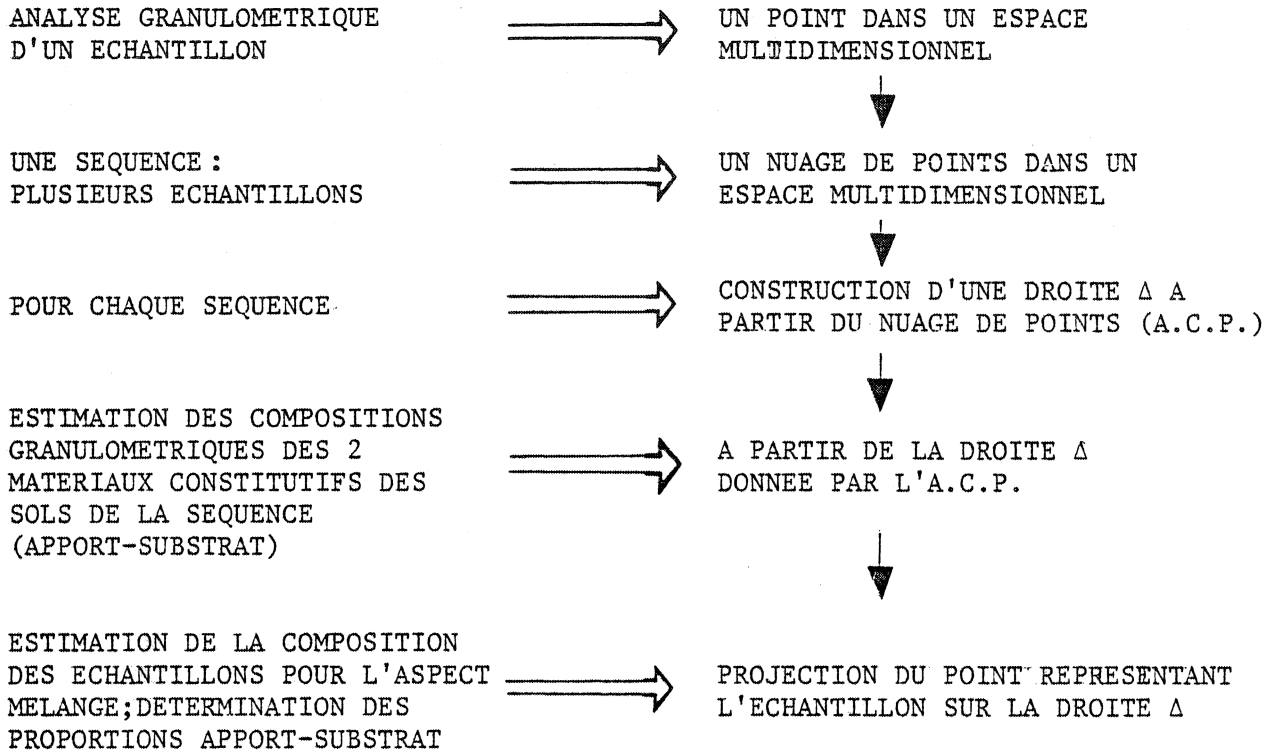 ANALYSE GRANULOMETRIQUE
D'UN ECHANTILLON
UN POINT DANS UN ESPACE
MULTIDIMENSIONNEL
UNE SEQUENCE :
PLUSIEURS ECHANTILLONS
UN NUAGE DE POINTS DANS UN
ESPACE MULTIDIMENSIONNEL
POUR CHAQUE SEQUENCE
CONSTRUCTION D'UNE DROITE Δ A
PARTIR DU NUAGE DE POINTS (A.C.P.)
ESTIMATION DES COMPOSITIONS
GRANULOMETRIQUES DES 2
MATERIAUX CONSTITUTIFS DES
SOLS DE LA SEQUENCE
(APPORT-SUBSTRAT)
A PARTIR DE LA DROITE Δ
DONNEE PAR L'A.C.P.
ESTIMATION DE LA COMPOSITION
DES ECHANTILLONS POUR L'ASPECT
MELANGE;DETERMINATION DES
PROPORTIONS APPORT-SUBSTRAT
PROJECTION DU POINT REPRESENTANT
L'ECHANTILLON SUR LA DROITE Δ